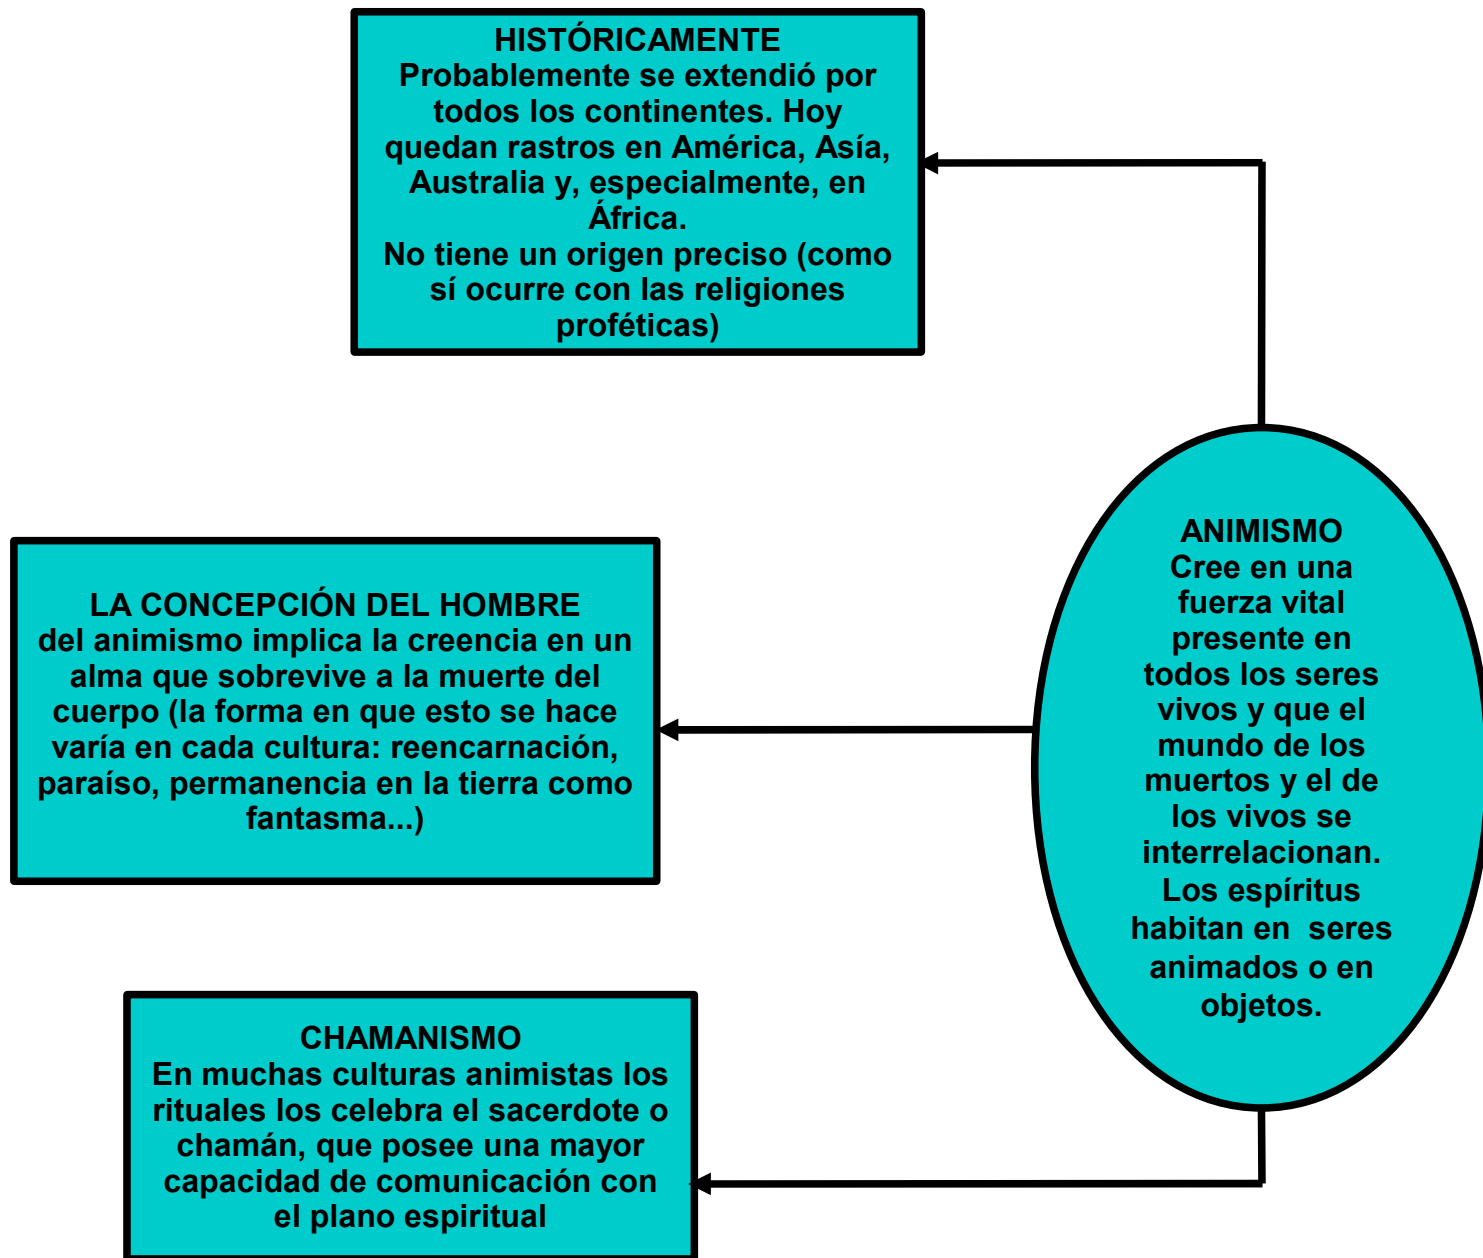 HISTÓRICAMENTE
Probablemente se extendió por
todos los continentes. Hoy
quedan rastros en América, Asía,
Australia y, especialmente, en
África.
No tiene un origen preciso (como
sí ocurre con las religiones
proféticas)
ANIMISMO
Cree en una
fuerza vital
presente en
todos los seres
vivos y que el
mundo de los
muertos y el de
los vivos se
interrelacionan.
Los espíritus
habitan en  seres
animados o en
objetos.
LA CONCEPCIÓN DEL HOMBRE
del animismo implica la creencia en un
alma que sobrevive a la muerte del
cuerpo (la forma en que esto se hace
varía en cada cultura: reencarnación,
paraíso, permanencia en la tierra como
fantasma...)
CHAMANISMO
En muchas culturas animistas los
rituales los celebra el sacerdote o
chamán, que posee una mayor
capacidad de comunicación con
el plano espiritual